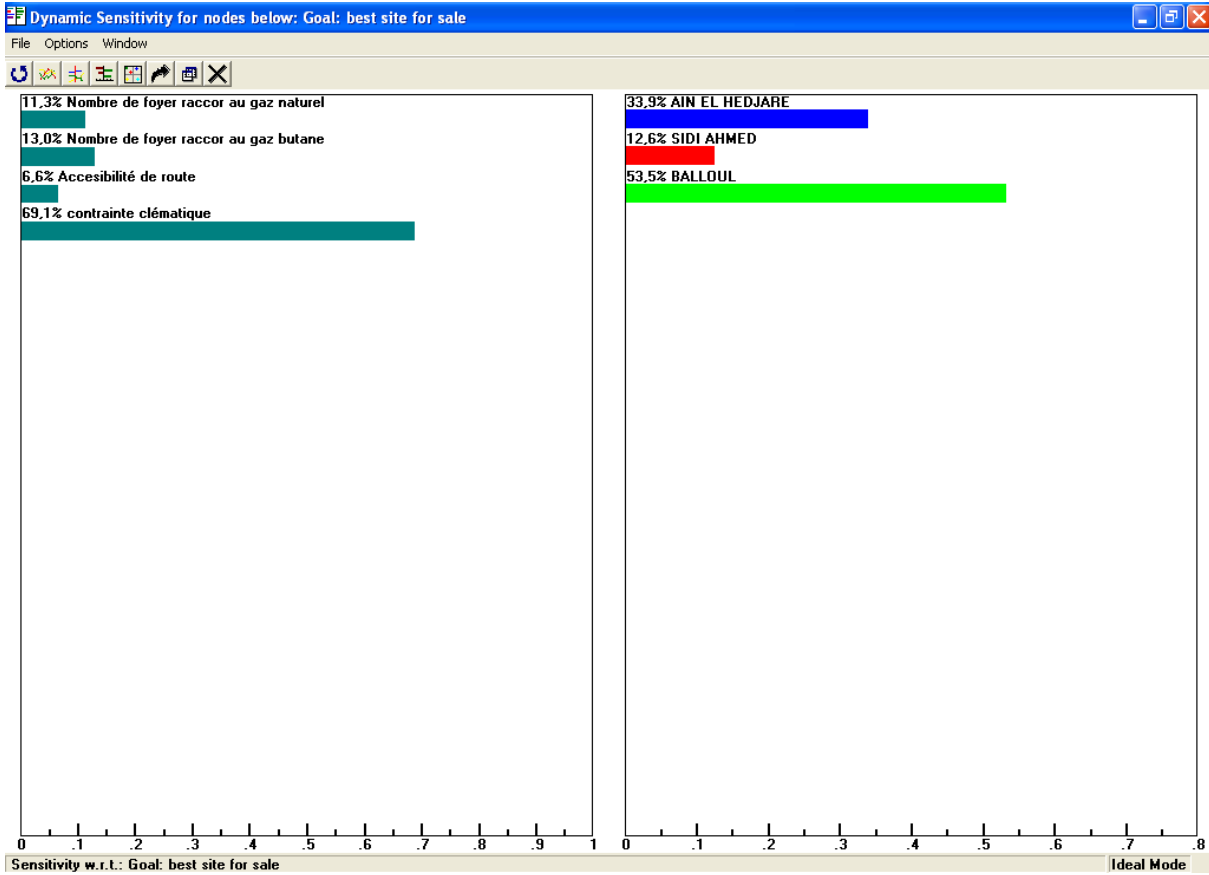 Dynamic Sensitivity for nodes below: Goal: best site for sale
File Options Window
11,3% Nombre de foyer raccor au gaz naturel
13,0% Nombre de foyer raccor au gaz butane
6,6% Accesibilité de route
69,1% contrainte clématique
0 .1 .2 .3 .4 .5 .6 .7 .8 .9 1
33,9% AIN EL HEDJARE
12,6% SIDI AHMED
53,5% BALLOUL
0 .1 .2 .3 .4 .5 .6 .7 .8
Sensitivity w.r.t.: Goal: best site for sale
Ideal Mode